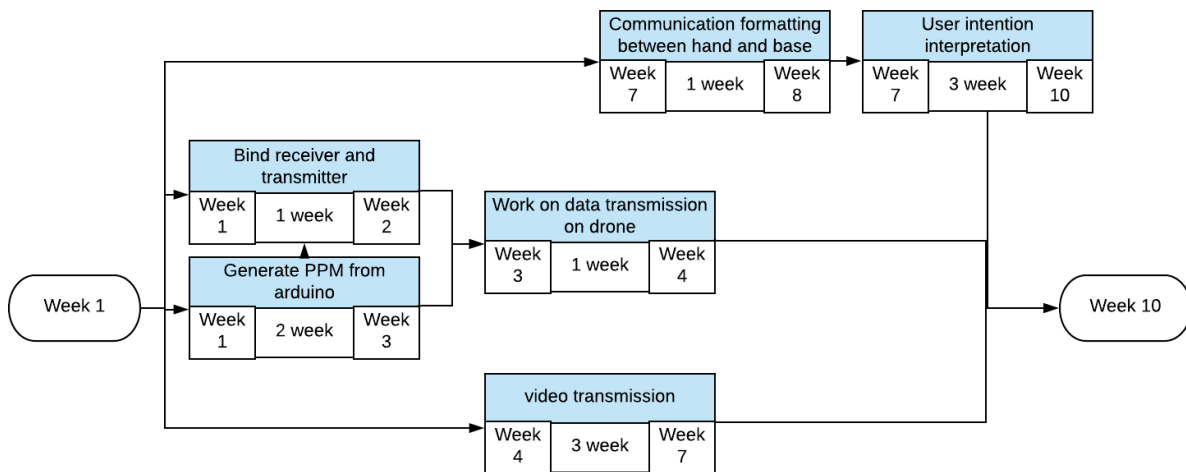 Communication formatting
between hand and base
Week
7
1 week
Week
8
User intention
interpretation
Week
7
3 week
Week
10
Bind receiver and
transmitter
Week
1
1 week
Week
2
Generate PPM from
arduino
Week
1
2 week
Week
3
Work on data transmission
on drone
Week
3
1 week
Week
4
Week 1
Week 10
video transmission
Week
4
3 week
Week
7